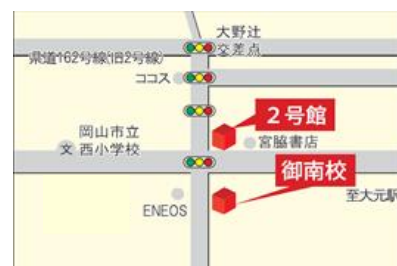 大野辻
交差点
県道162号線(旧2号線)
ココス
2号館
岡山市立
文 西小学校
宮脇書店
御南校
至大元駅
ENEOS